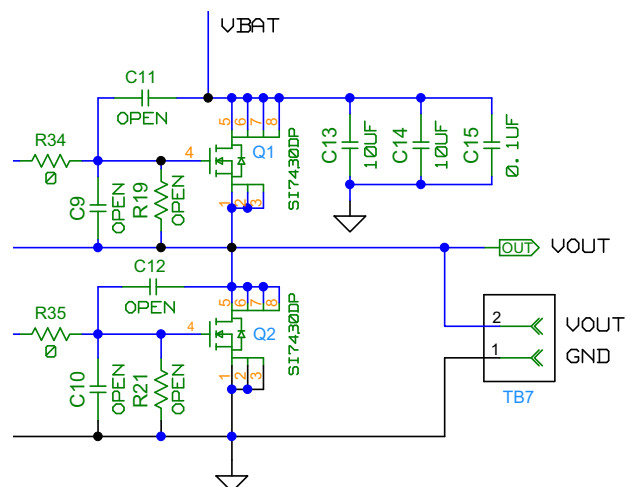 VBAT
C11
OPEN
R34
0
4
5
6
7
8
Q1
SI7430DP
1
2
3
C9
OPEN
R19
OPEN
C13
10UF
C14
10UF
C15
0.1UF
OUT
VOUT
C12
OPEN
R35
0
4
5
6
7
8
Q2
SI7430DP
1
2
3
C10
OPEN
R21
OPEN
2
VOUT
1
GND
TB7